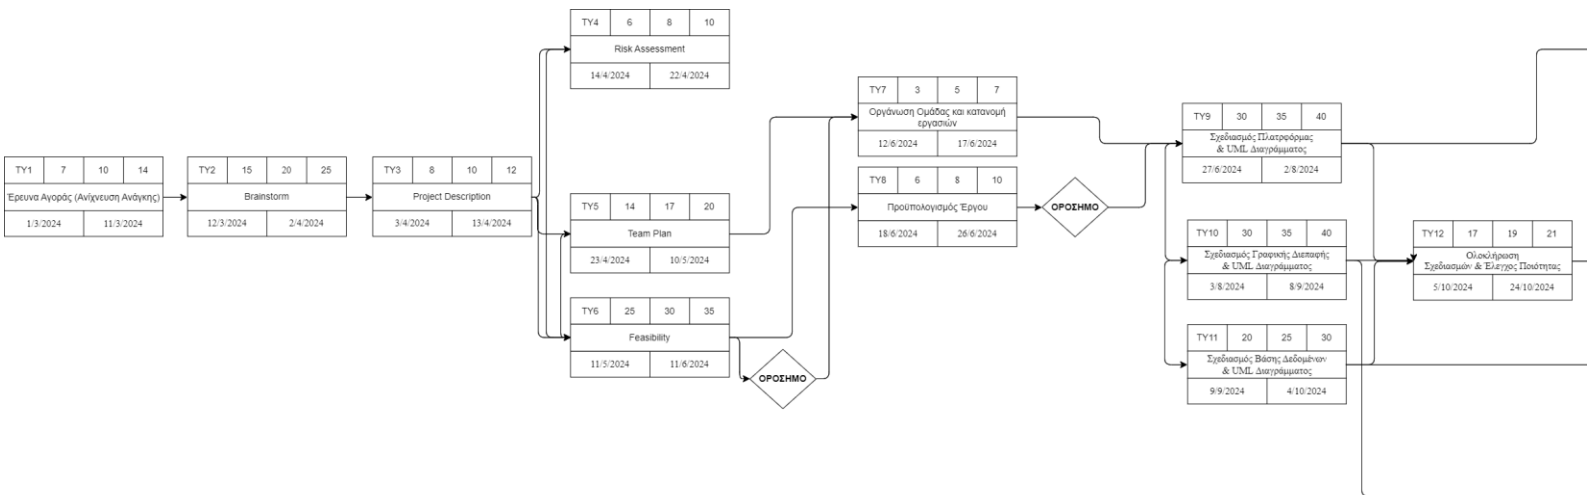 TY1 7 10 14
Έρευνα Αγοράς (Ανίχνευση Ανάγκης)
1/3/2024 11/3/2024
TY2 15 20 25
Brainstorm
12/3/2024 2/4/2024
TY3 8 10 12
Project Description
3/4/2024 13/4/2024
TY4 6 8 10
Risk Assessment
14/4/2024 22/4/2024
TY5 14 17 20
Team Plan
23/4/2024 10/5/2024
TY6 25 30 35
Feasibility
11/5/2024 11/6/2024
ΟΡΟΣΗΜΟ
TY7 3 5 7
Οργάνωση Ομάδας και κατανομή
εργασιών
12/6/2024 17/6/2024
TY8 6 8 10
Προϋπολογισμός Έργου
18/6/2024 26/6/2024
ΟΡΟΣΗΜΟ
TY9 30 35 40
Σχεδιασμός Πλατρφόρμας
& UML Διαγράμματος
27/6/2024 2/8/2024
TY10 30 35 40
Σχεδιασμός Γραφικής Διεπαφής
& UML Διαγράμματος
3/8/2024 8/9/2024
TY11 20 25 30
Σχεδιασμός Βάσης Δεδομένων
& UML Διαγράμματος
9/9/2024 4/10/2024
TY12 17 19 21
Ολοκλήρωση
Σχεδιασμών & Έλεγχος Ποιότητας
5/10/2024 24/10/2024